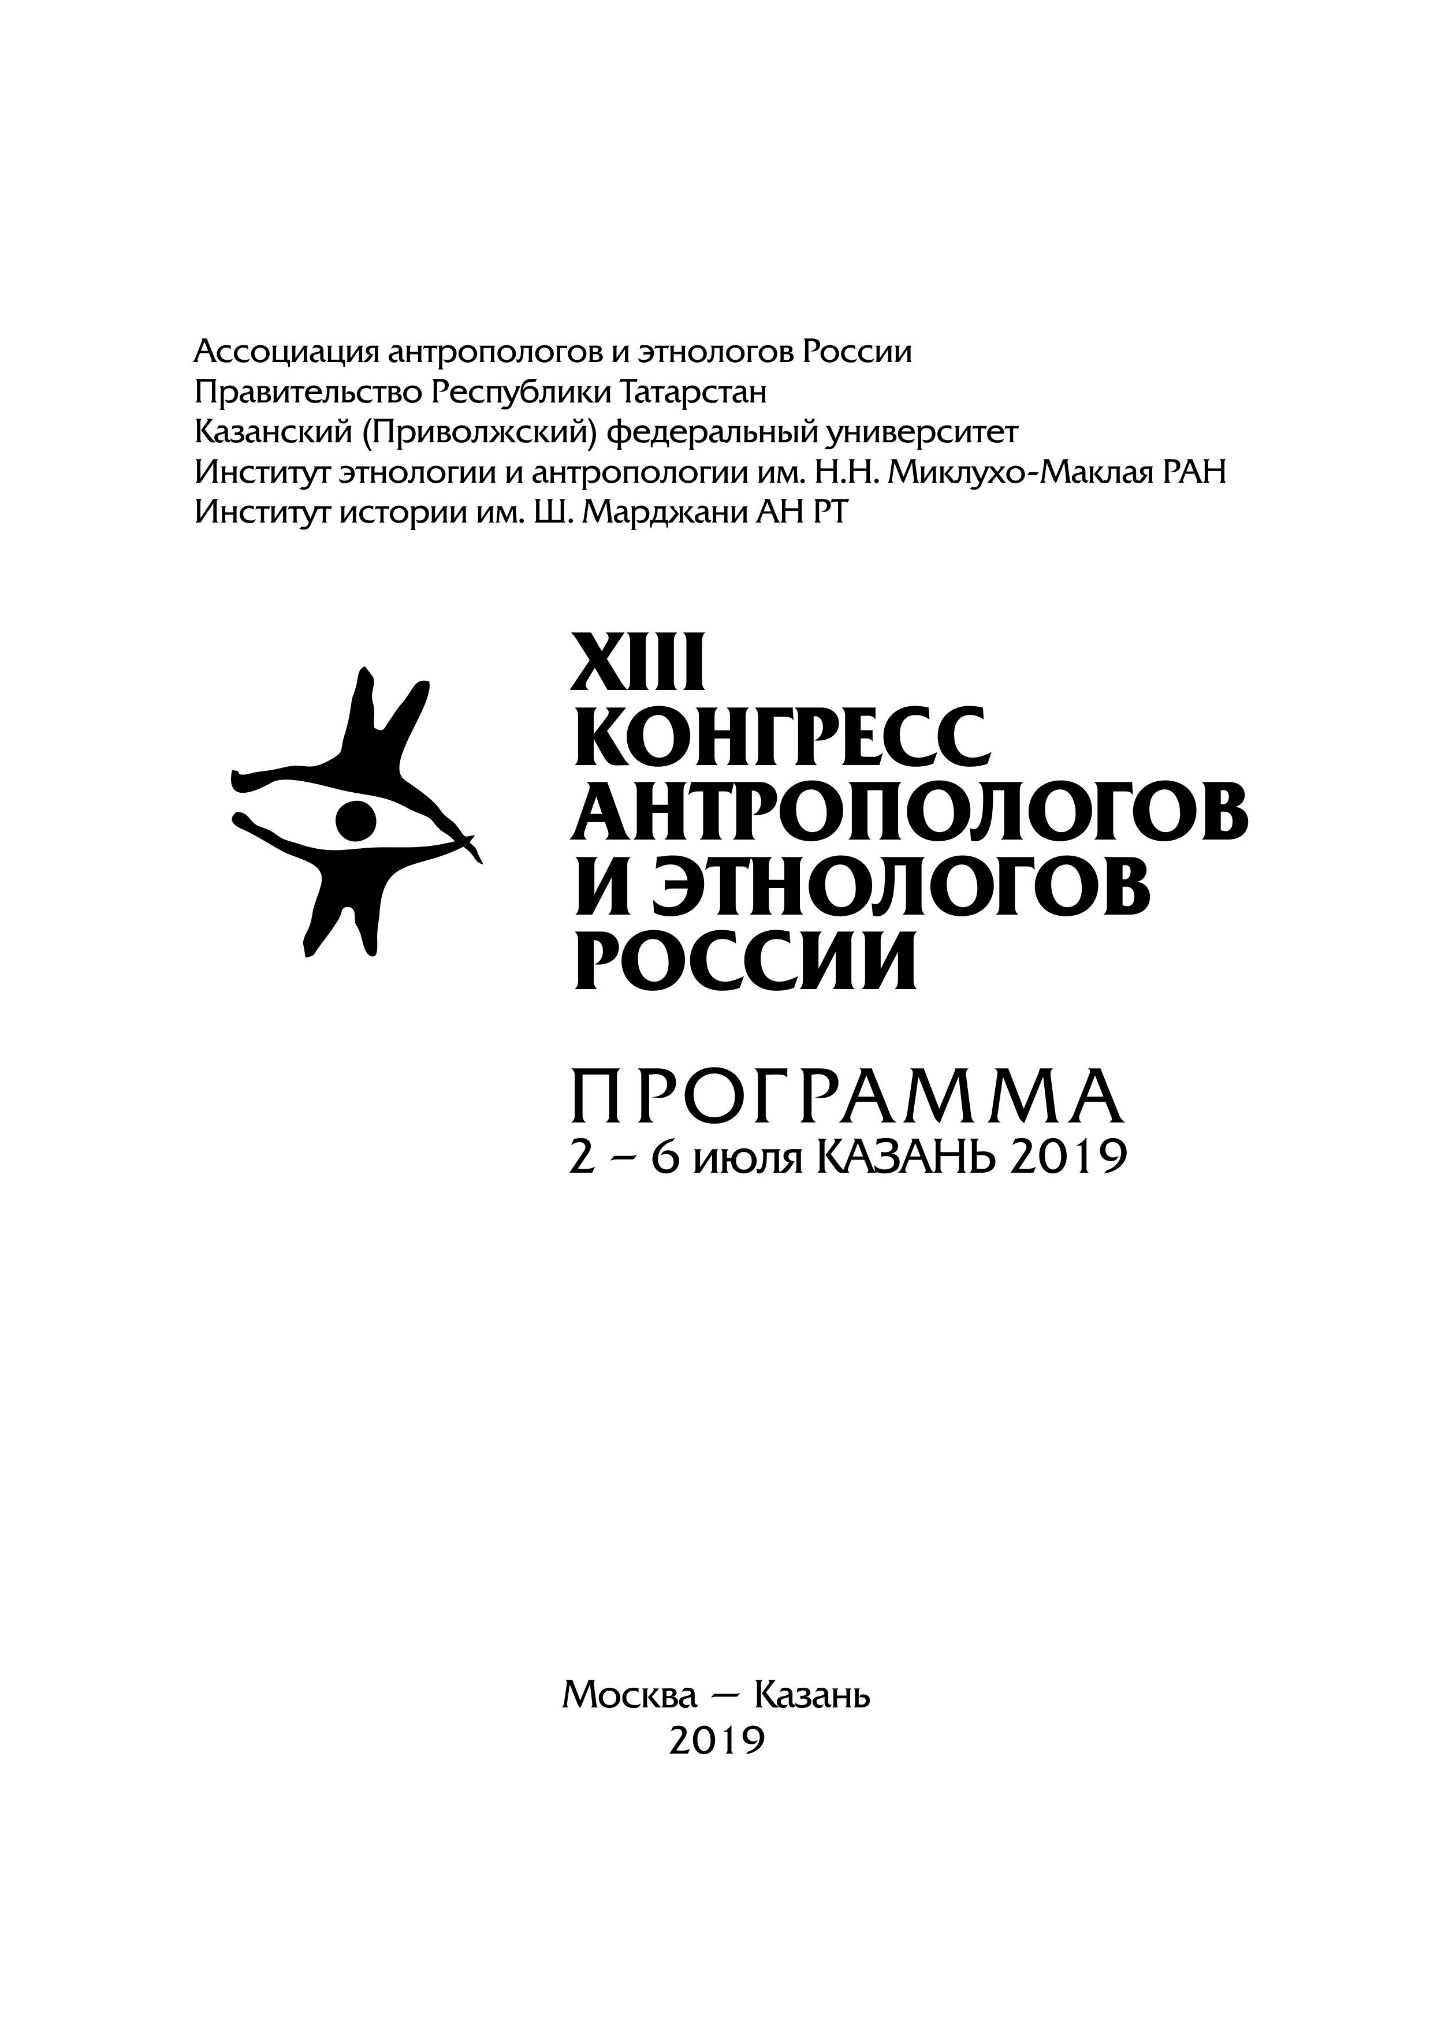 Ассоциация антропологов и этнологов России
Правительство Республики Татарстан
Казанский (Приволжский) федеральный университет
Институт этнологии и антропологии им. Н.Н. Миклухо-Маклая РАН
Институт истории им. Ш. Марджани АН РТ
XIII
КОНГРЕСС
АНТРОПОЛОГОВ
И ЭТНОЛОГОВ
РОССИИ
ПРОГРАММА
2 – 6 июля КАЗАНЬ 2019
Москва – Казань
2019